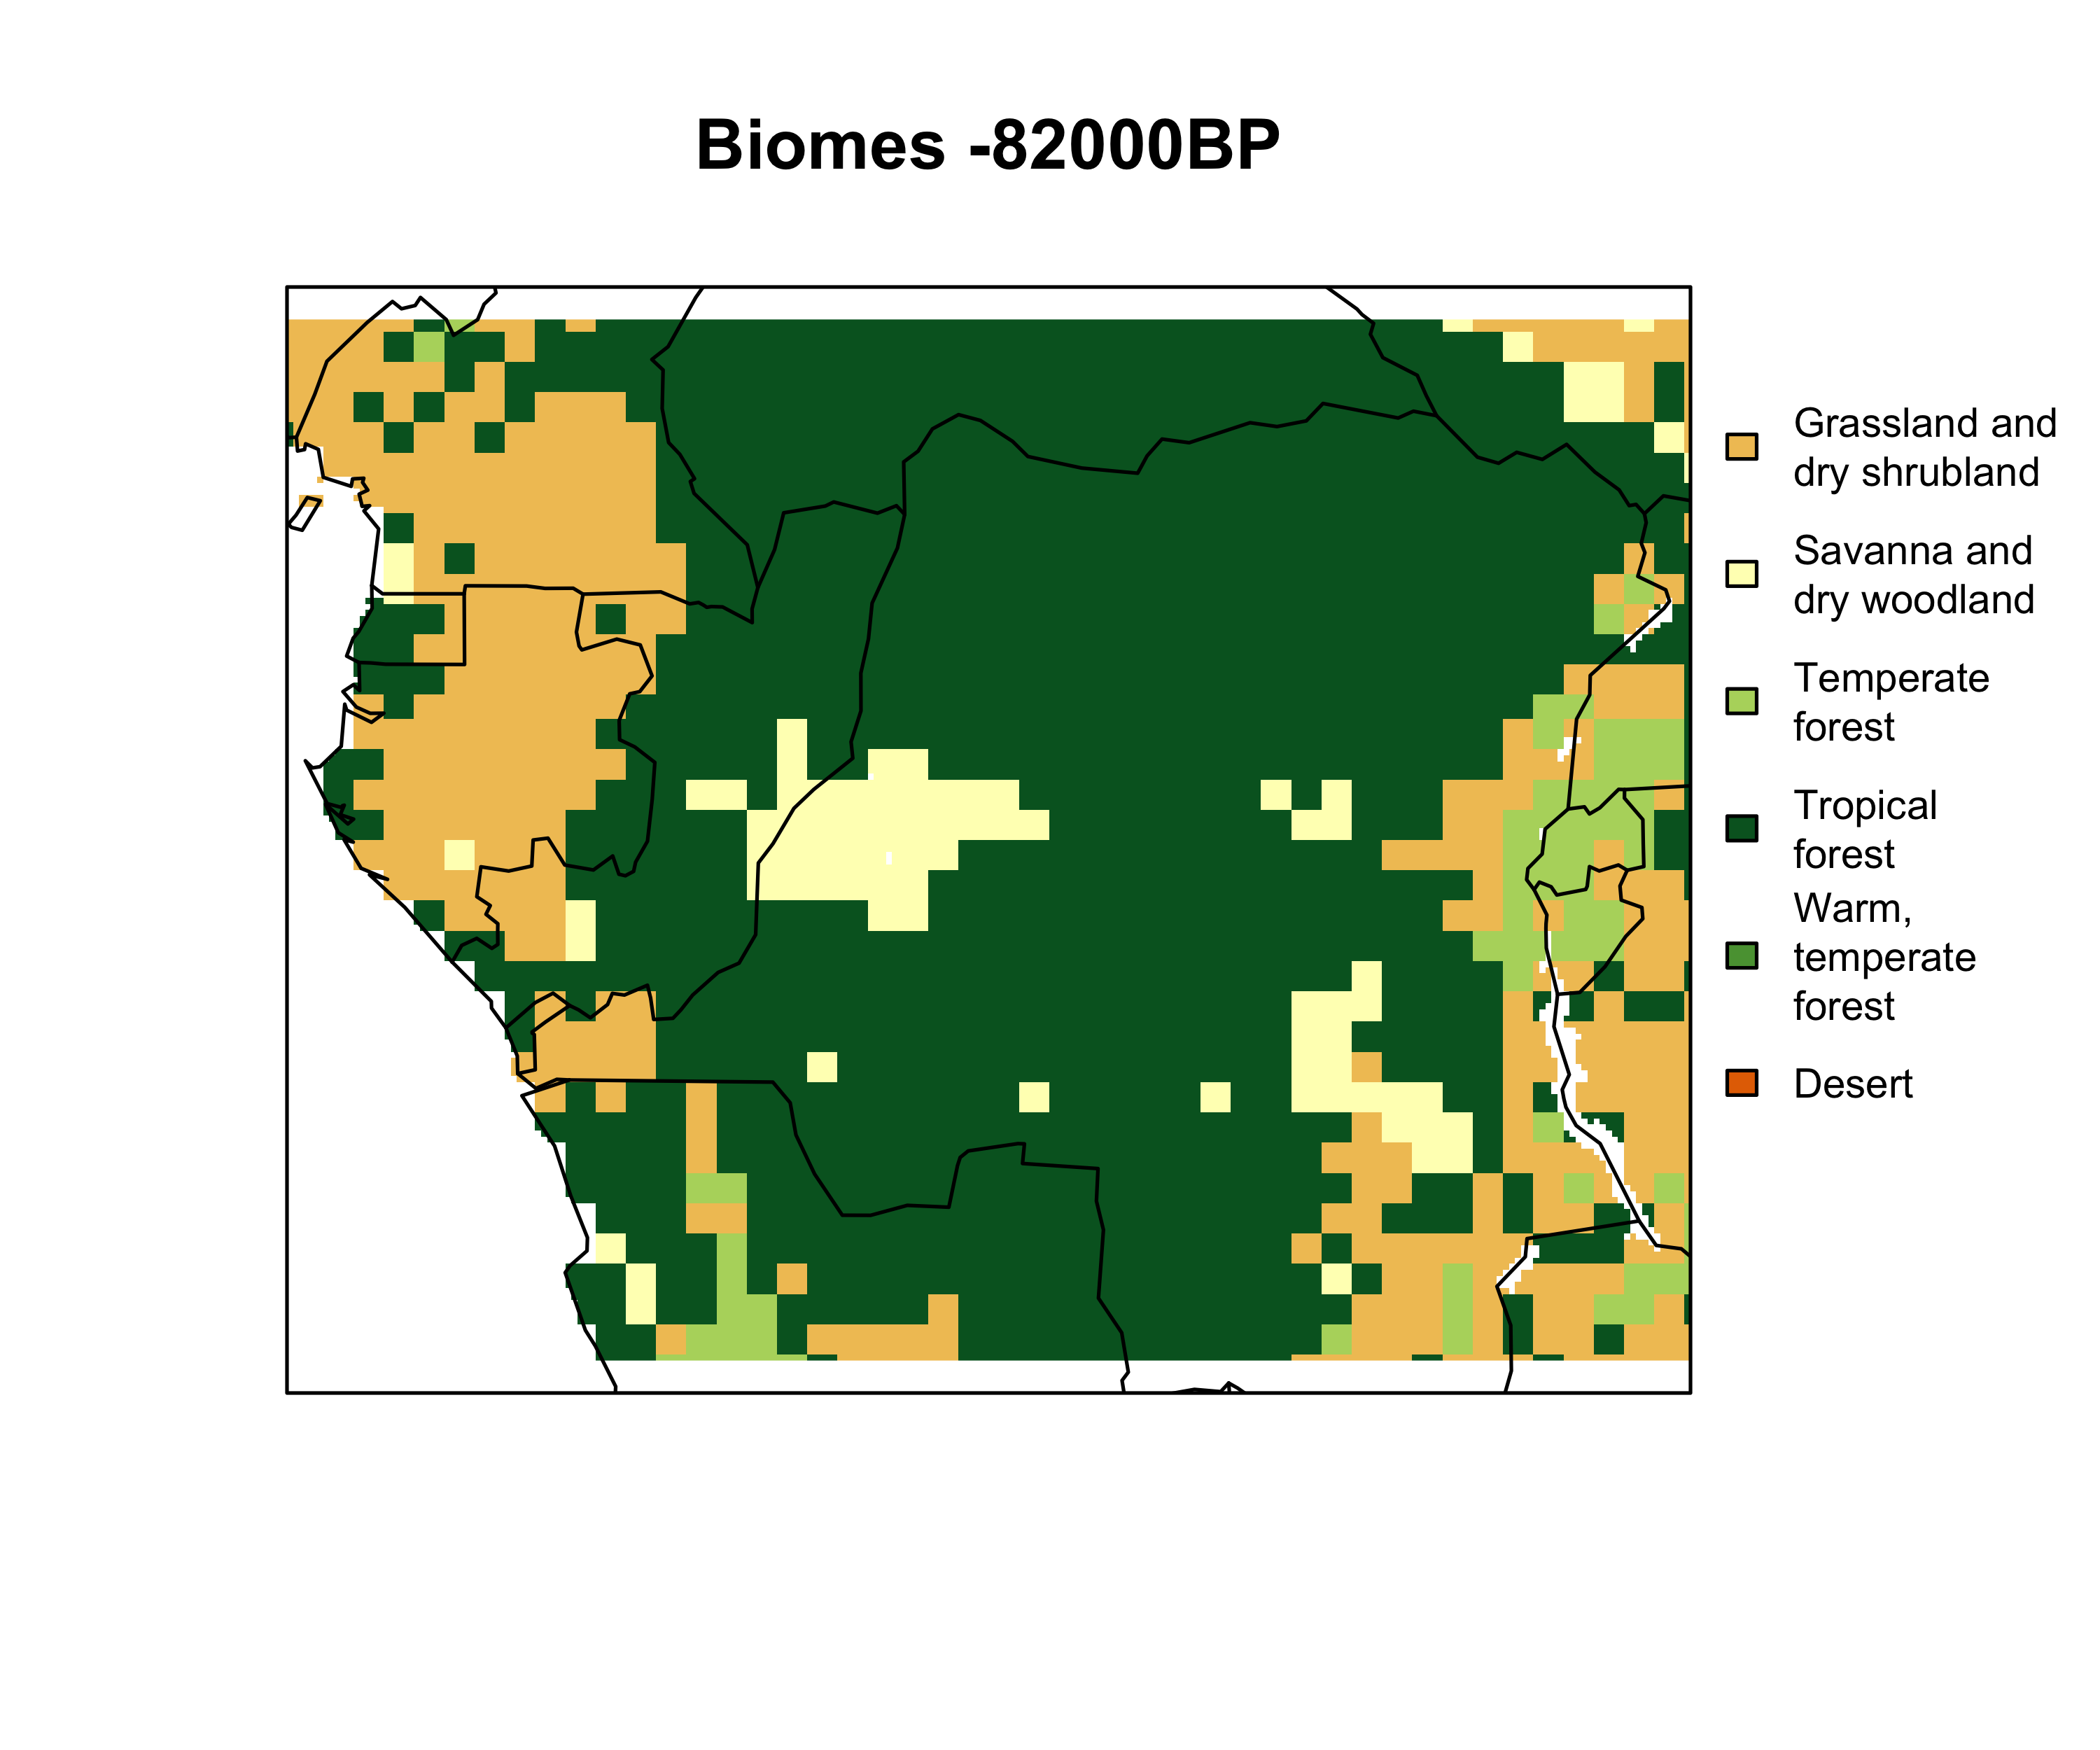 Biomes -82000BP
Grassland and
dry shrubland
Savanna and
dry woodland
Temperate
forest
Tropical
forest
Warm,
temperate
forest
Desert